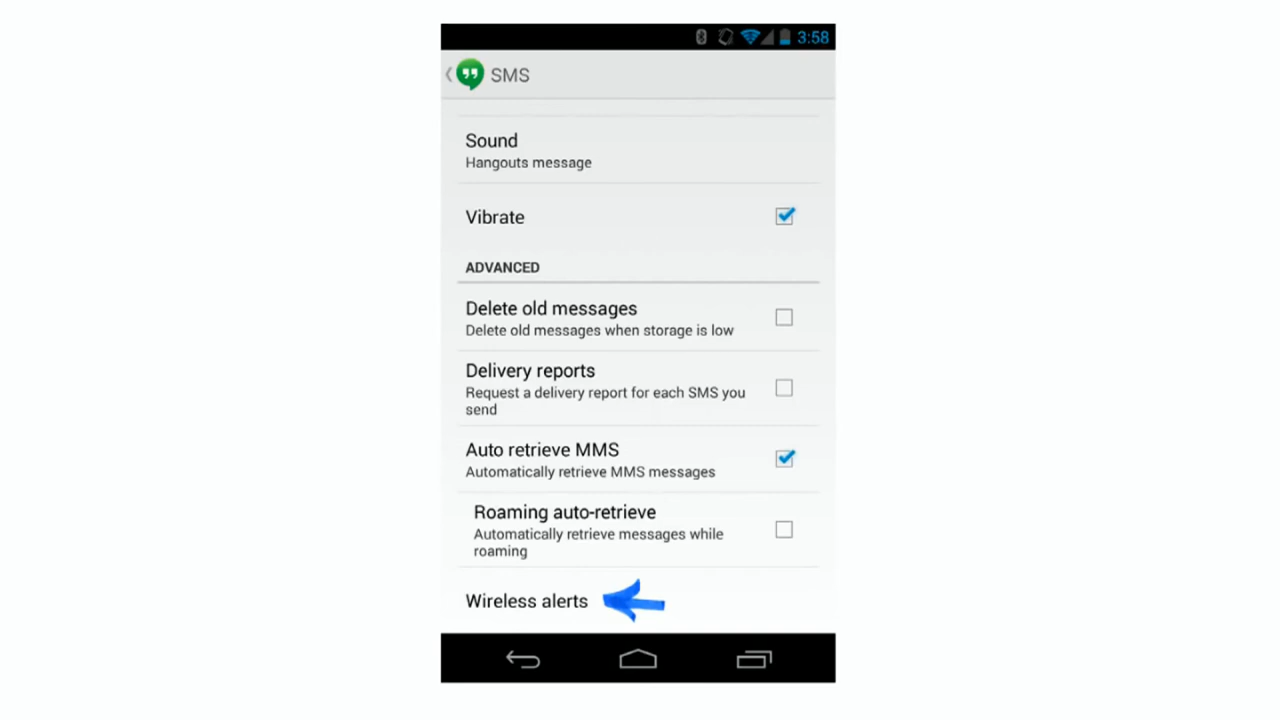 3:58
SMS
Sound
Hangouts message
Vibrate
ADVANCED
Delete old messages
Delete old messages when storage is low
Delivery reports
Request a delivery report for each SMS you
send
Auto retrieve MMS
Automatically retrieve MMS messages
Roaming auto-retrieve
Automatically retrieve messages while
roaming
Wireless alerts